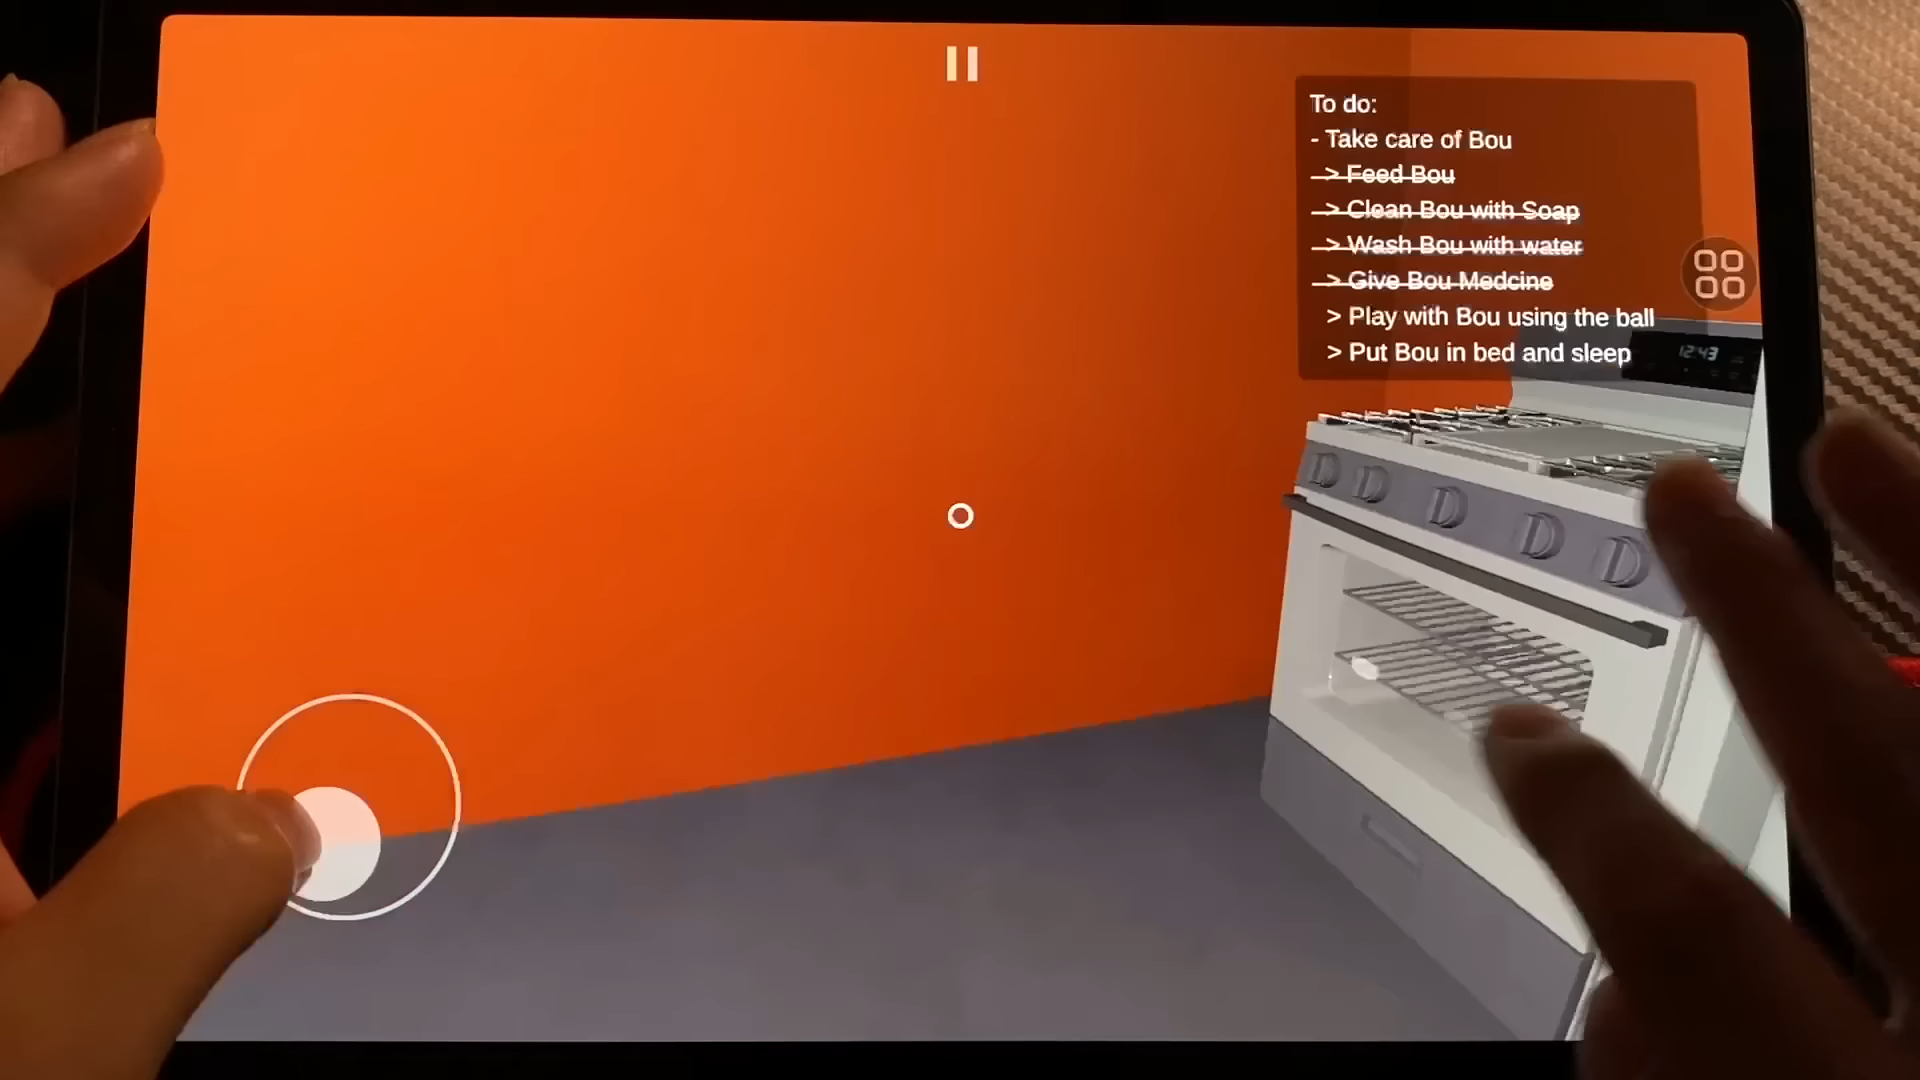 To do:
- Take care of Bou
> Feed Bou
> Clean Bou with Soap
> Wash Bou with water
> Give Bou Medcine
> Play with Bou using the ball
> Put Bou in bed and sleep
12:43